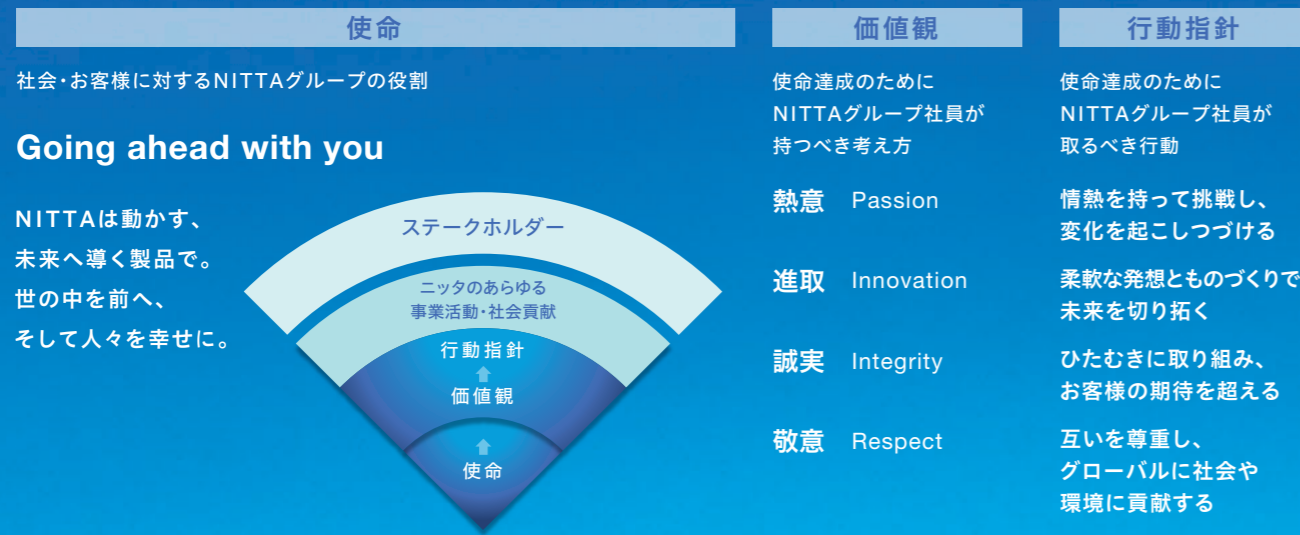 使命
社会・お客様に対するNITTAグループの役割
Going ahead with you
NITTAは動かす、
未来へ導く製品で。
世の中を前へ、
そして人々を幸せに。
ステークホルダー
ニッタのあらゆる
事業活動・社会貢献
行動指針
価値観
使命
価値観
使命達成のために
NITTAグループ社員が
持つべき考え方
熱意 Passion
進取 Innovation
誠実 Integrity
敬意 Respect
行動指針
使命達成のために
NITTAグループ社員が
取るべき行動
情熱を持って挑戦し、
変化を起こしつづける
柔軟な発想とものづくりで
未来を切り拓く
ひたむきに取り組み、
お客様の期待を超える
互いを尊重し、
グローバルに社会や
環境に貢献する